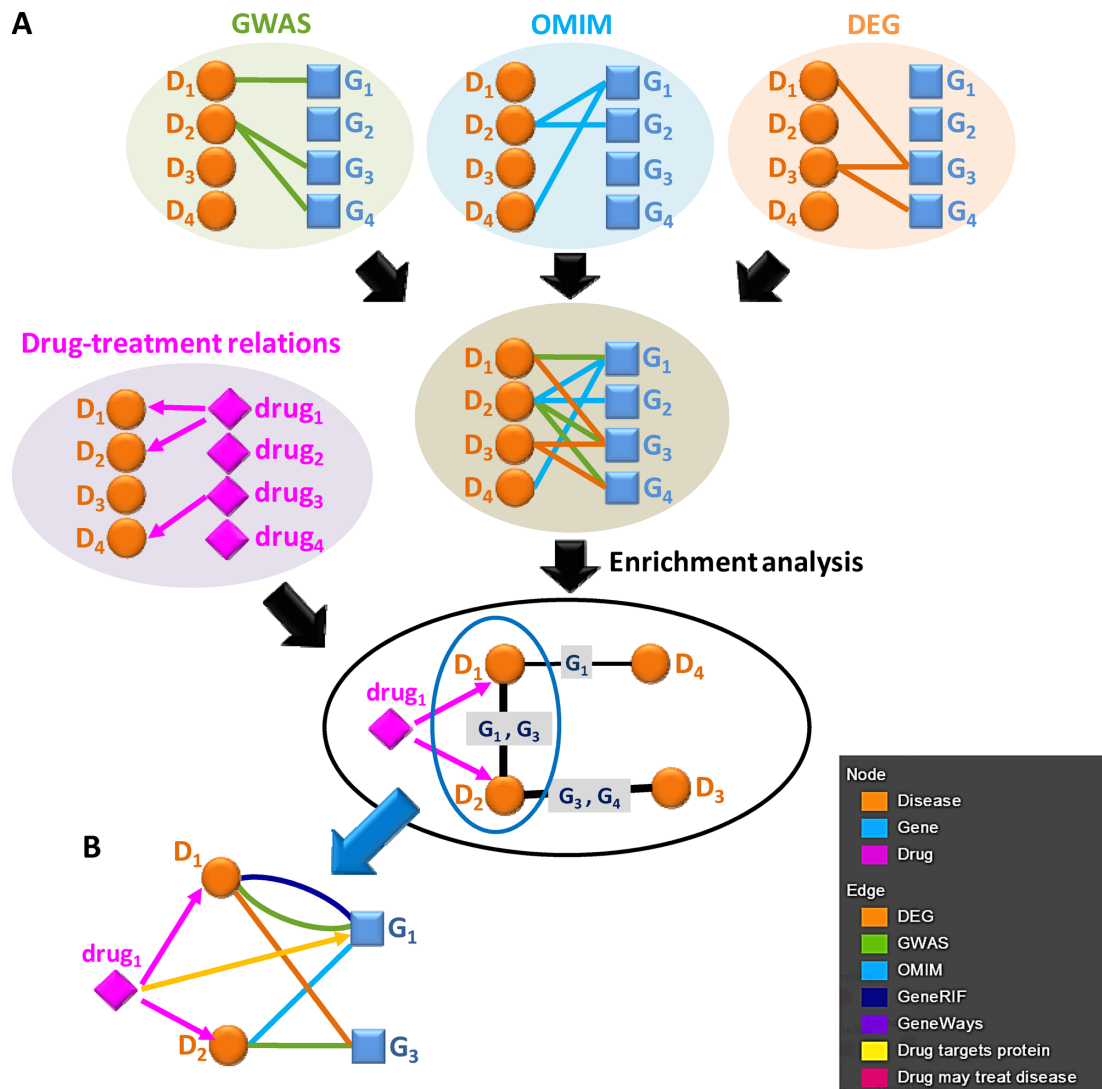 A
GWAS
OMIM
DEG
D1 G1
D2 G2
D3 G3
D4 G4
D1 G1
D2 G2
D3 G3
D4 G4
D1 G1
D2 G2
D3 G3
D4 G4
Drug-treatment relations
D1 drug1
D2 drug2
D3 drug3
D4 drug4
D1 G1
D2 G2
D3 G3
D4 G4
Enrichment analysis
D1 G1 D4
drug1
G1 , G3
D2 G3 , G4 D3
B
D1
G1
drug1
D2 G3
Node
Disease
Gene
Drug
Edge
DEG
GWAS
OMIM
GeneRIF
GeneWays
Drug targets protein
Drug may treat disease